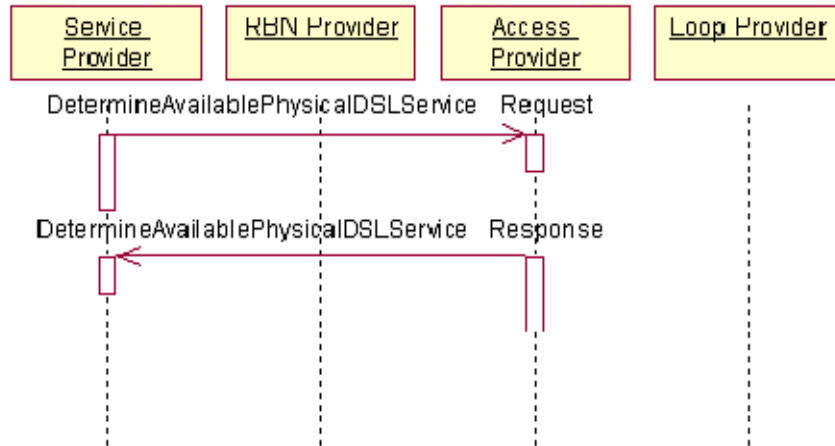 Service
Provider
RBN Provider
Access
Provider
Loop Provider
DetermineAvailablePhysicalDSLService Request
DetermineAvailablePhysicalDSLService Response